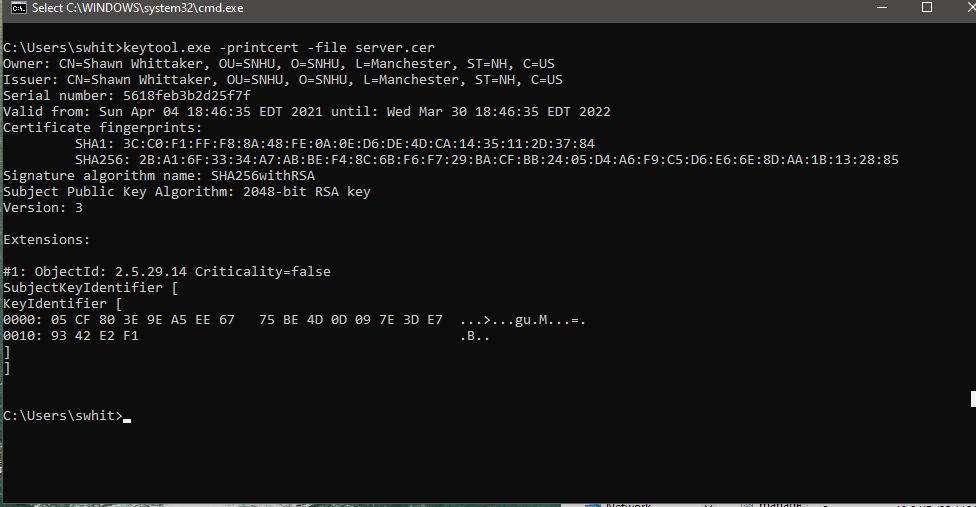 Select C:\WINDOWS\system32\cmd.exe
C:\Users\swhit>keytool.exe -printcert -file server.cer
Owner: CN=Shawn Whittaker, OU=SNHU, O=SNHU, L=Manchester, ST=NH, C=US
Issuer: CN=Shawn Whittaker, OU=SNHU, O=SNHU, L=Manchester, ST=NH, C=US
Serial number: 5618feb3b2d25f7f
Valid from: Sun Apr 04 18:46:35 EDT 2021 until: Wed Mar 30 18:46:35 EDT 2022
Certificate fingerprints:
         SHA1: 3C:C0:F1:FF:F8:8A:48:FE:0A:0E:D6:DE:4D:CA:14:35:11:2D:37:84
         SHA256: 2B:A1:6F:33:34:A7:AB:BE:F4:8C:6B:F6:F7:29:BA:CF:BB:24:05:D4:A6:F9:C5:D6:E6:6E:8D:AA:1B:13:28:85
Signature algorithm name: SHA256withRSA
Subject Public Key Algorithm: 2048-bit RSA key
Version: 3
Extensions:
#1: ObjectId: 2.5.29.14 Criticality=false
SubjectKeyIdentifier [
KeyIdentifier [
0000: 05 CF 80 3E 9E A5 EE 67   75 BE 4D 0D 09 7E 3D E7  ...>...gu.M...=.
0010: 93 42 E2 F1                                        .B..
]
]
C:\Users\swhit>
Network